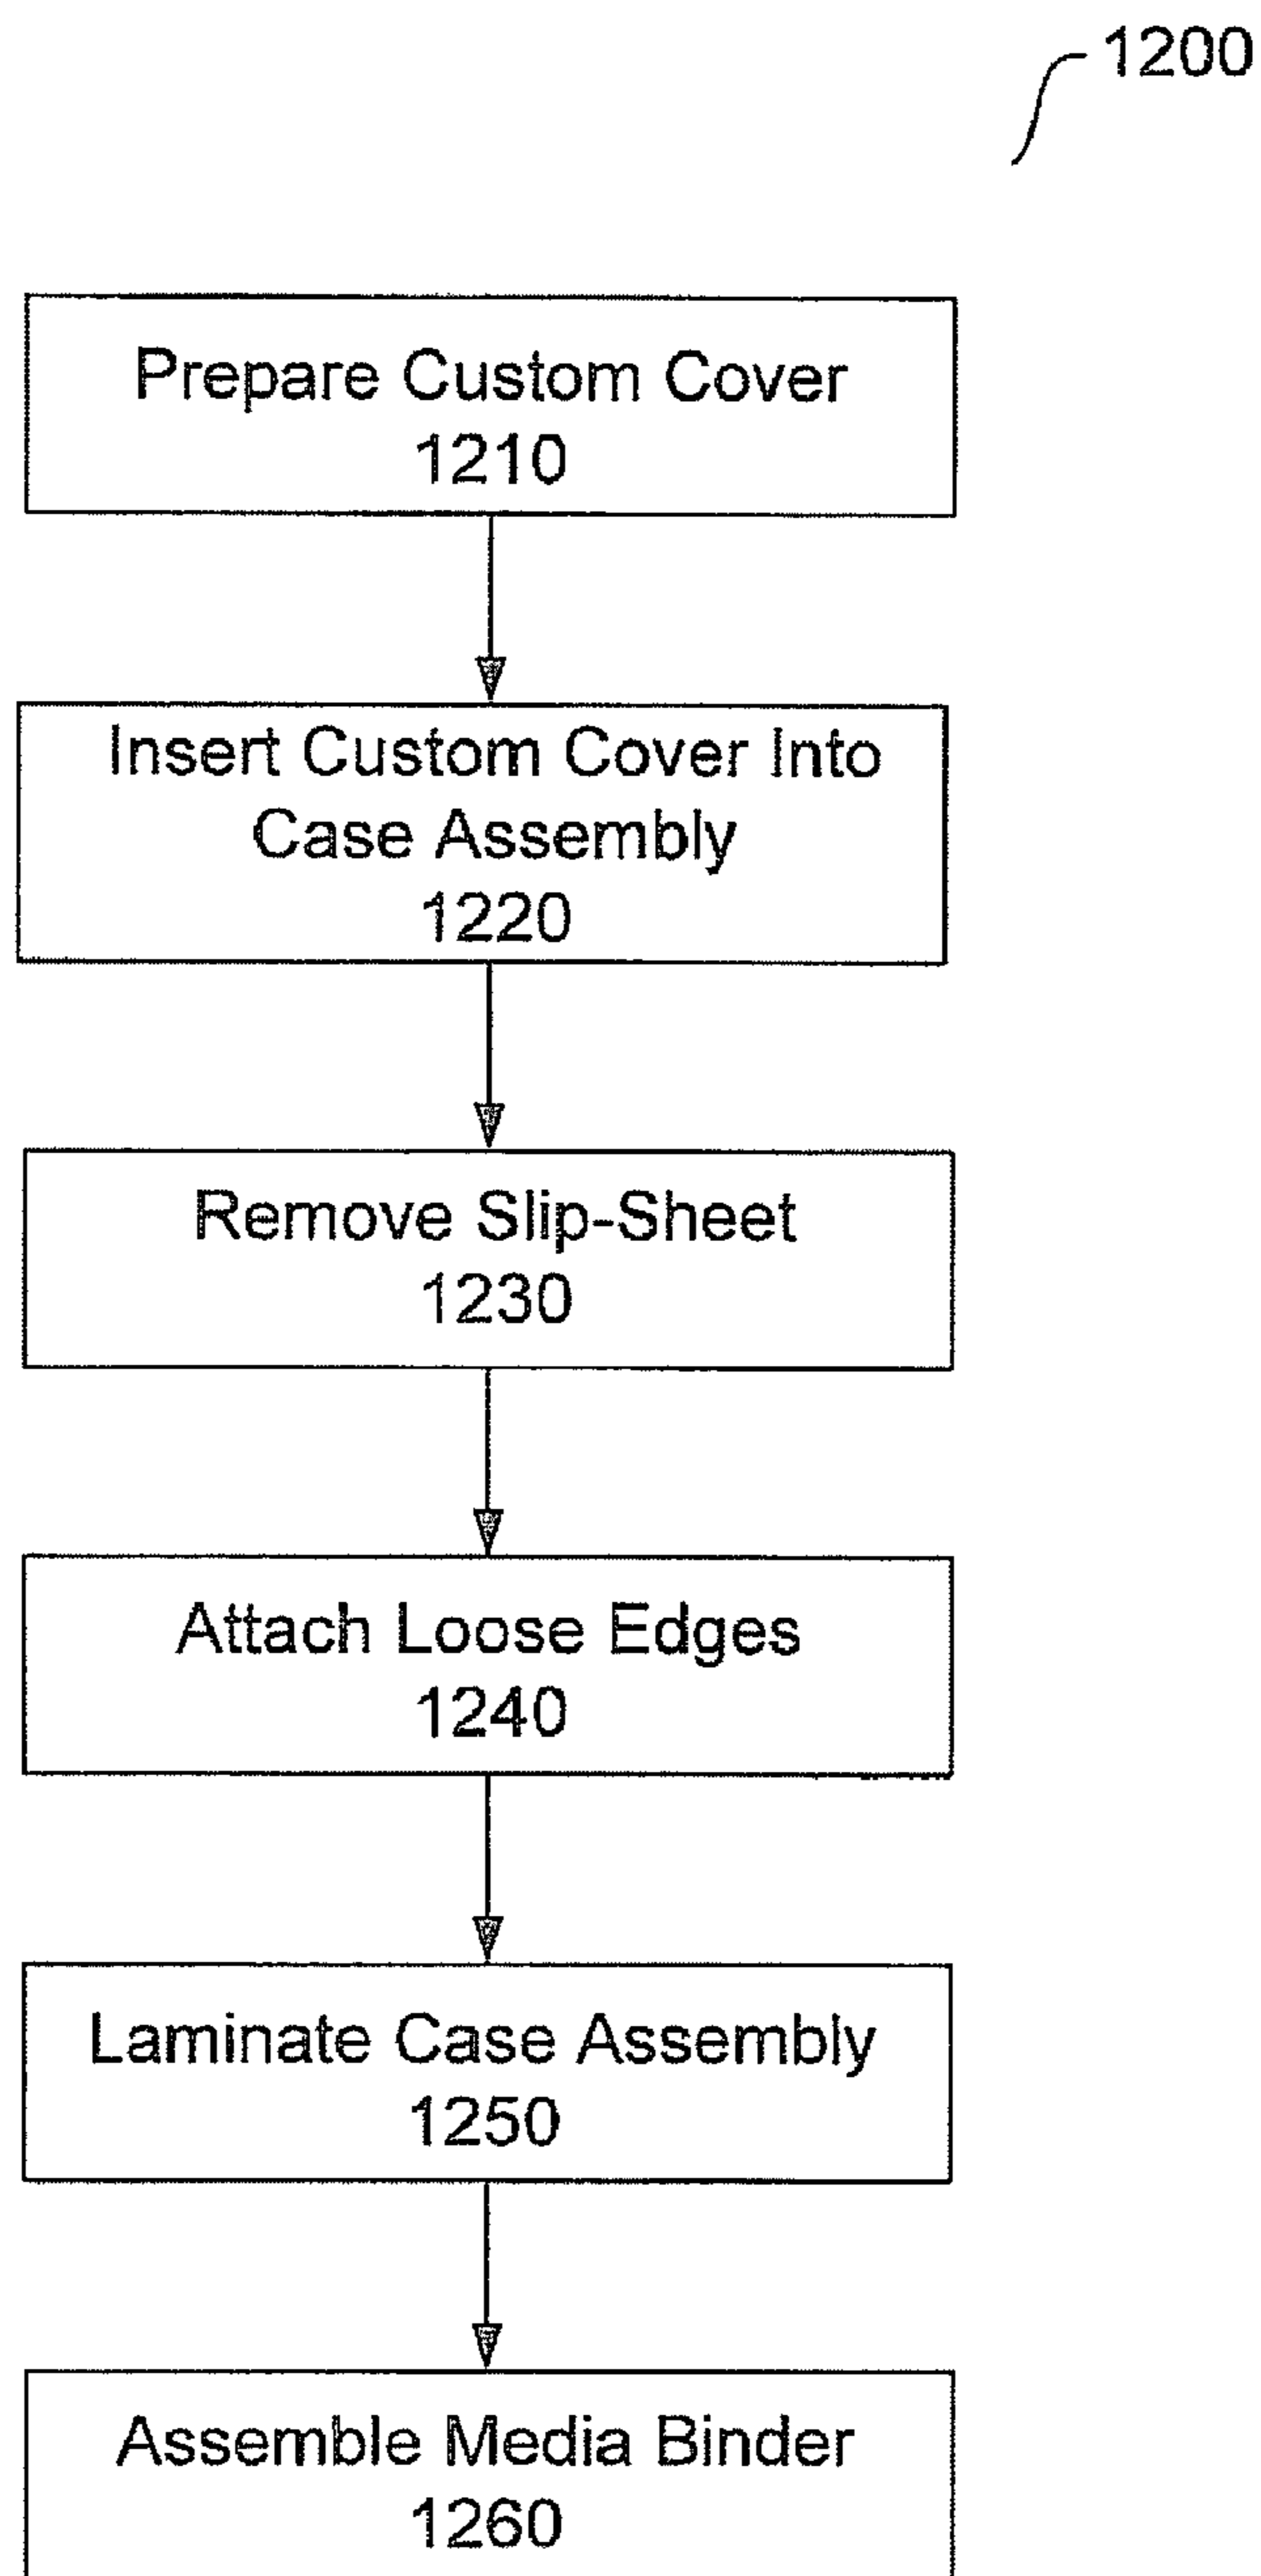 1200
Prepare Custom Cover
1210
Insert Custom Cover Into
Case Assembly
1220
Remove Slip-Sheet
1230
Attach Loose Edges
1240
Laminate Case Assembly
1250
Assemble Media Binder
1260